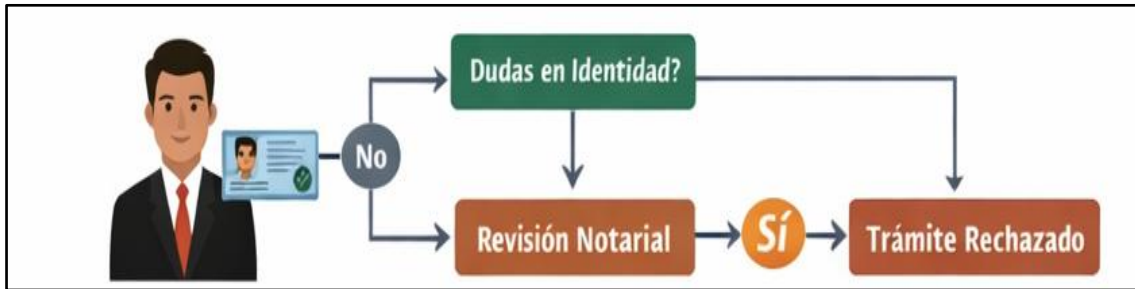 Dudas en Identidad?
No
Revisión Notarial
Sí
Trámite Rechazado